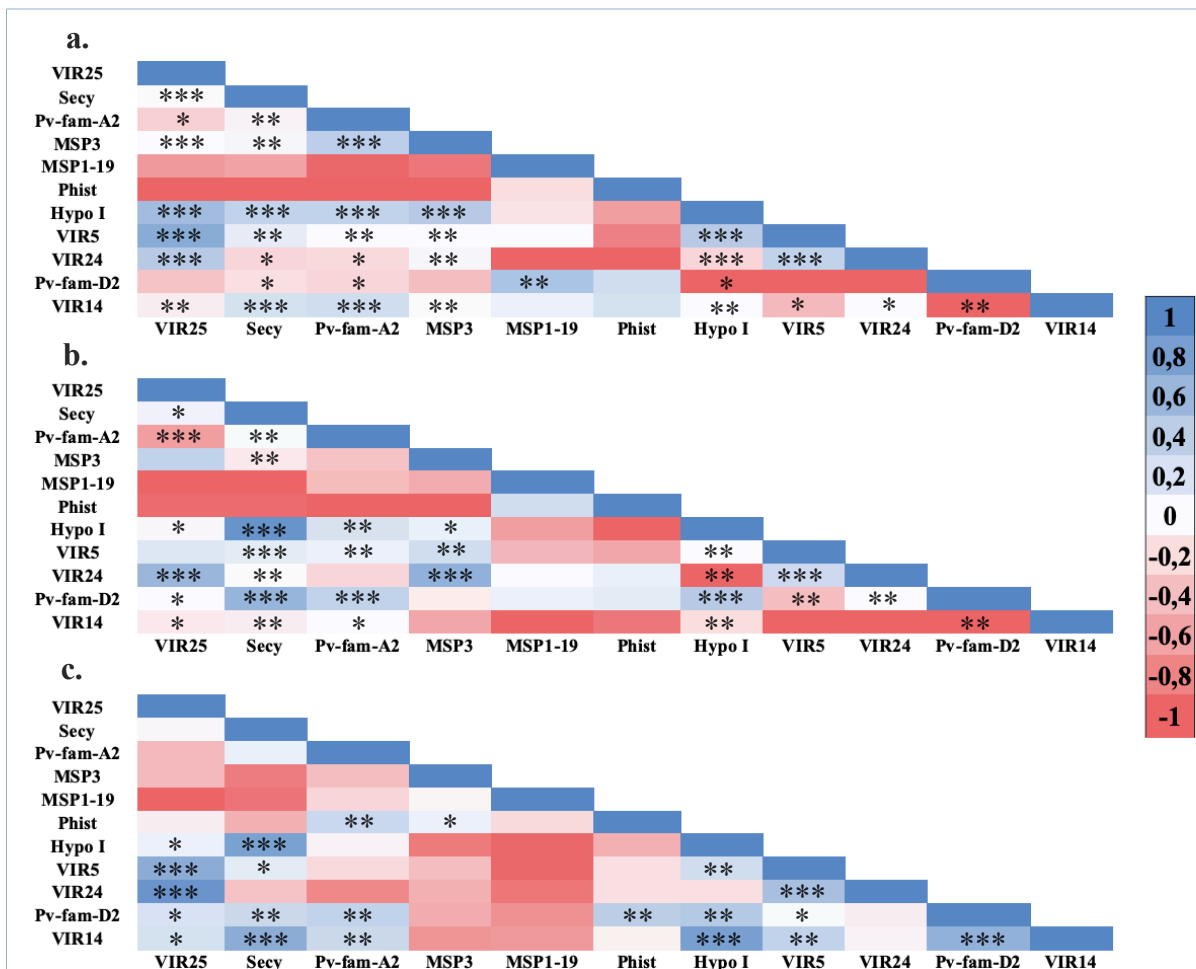 a.
VIR25
Secy ***
Pv-fam-A2 * **
MSP3 *** ** ***
MSP1-19
Phist
Hypo I *** *** *** ***
VIR5 *** ** ** ** ***
VIR24 *** * * ** *** ***
Pv-fam-D2 * * ** *
VIR14 ** *** *** ** ** * * **
VIR25 Secy Pv-fam-A2 MSP3 MSP1-19 Phist Hypo I VIR5 VIR24 Pv-fam-D2 VIR14
b.
VIR25
Secy *
Pv-fam-A2 *** **
MSP3 **
MSP1-19
Phist
Hypo I * *** ** *
VIR5 *** ** ** **
VIR24 *** ** *** ** ***
Pv-fam-D2 * *** *** *** ** **
VIR14 * ** * ** **
VIR25 Secy Pv-fam-A2 MSP3 MSP1-19 Phist Hypo I VIR5 VIR24 Pv-fam-D2 VIR14
c.
VIR25
Secy
Pv-fam-A2
MSP3
MSP1-19
Phist ** *
Hypo I * ***
VIR5 *** * **
VIR24 *** ***
Pv-fam-D2 * ** ** ** ** *
VIR14 * *** ** *** ** ***
VIR25 Secy Pv-fam-A2 MSP3 MSP1-19 Phist Hypo I VIR5 VIR24 Pv-fam-D2 VIR14
1
0,8
0,6
0,4
0,2
0
-0,2
-0,4
-0,6
-0,8
-1